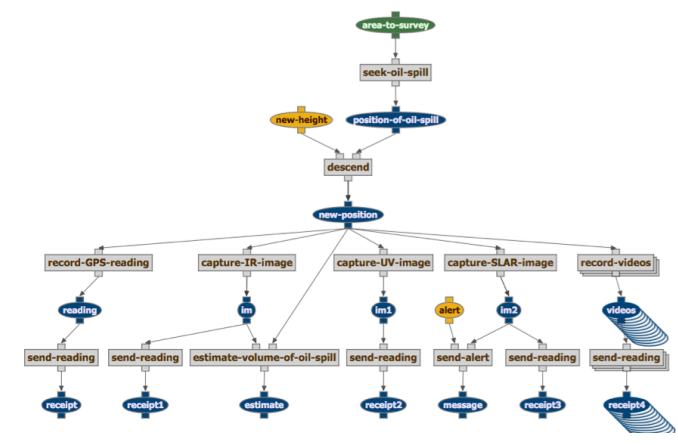 area-to-survey
seek-oil-spill
new-height
position-of-oil-spill
descend
new-position
record-GPS-reading
capture-IR-image
capture-UV-image
capture-SLAR-image
record-videos
reading
im
im1
alert
im2
videos
send-reading
send-reading
estimate-volume-of-oil-spill
send-reading
send-alert
send-reading
send-reading
receipt
receipt1
estimate
receipt2
message
receipt3
receipt4